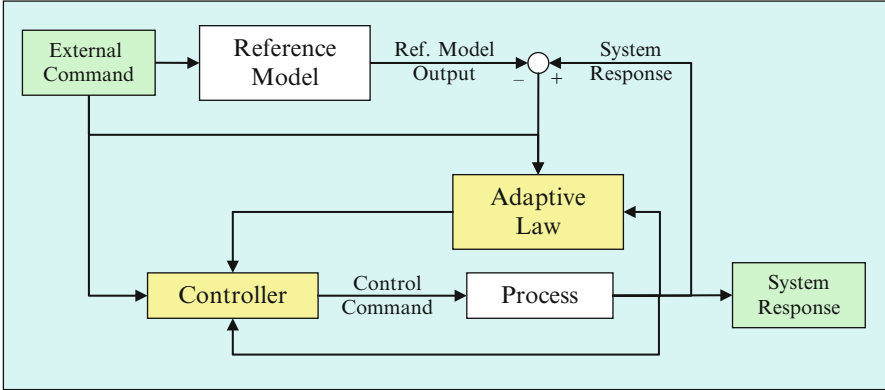 External
Command
Reference
Model
Ref. Model
Output
–
+
System
Response
Adaptive
Law
Controller
Control
Command
Process
System
Response